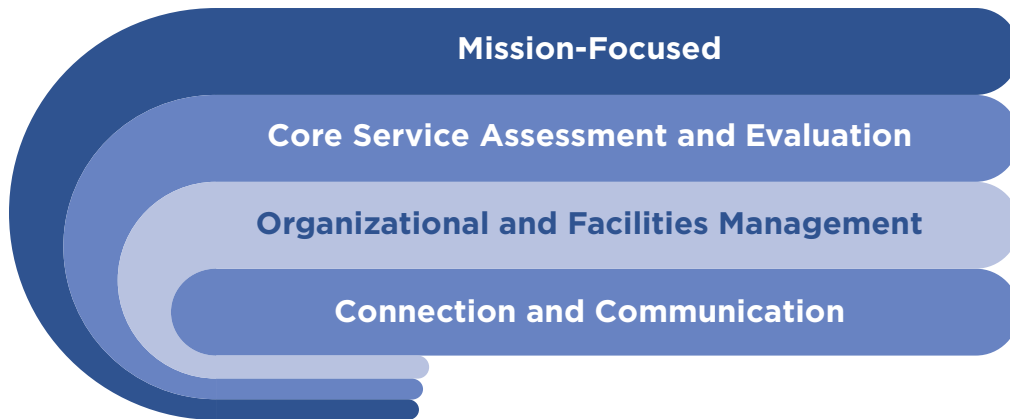 Mission-Focused
Core Service Assessment and Evaluation
Organizational and Facilities Management
Connection and Communication